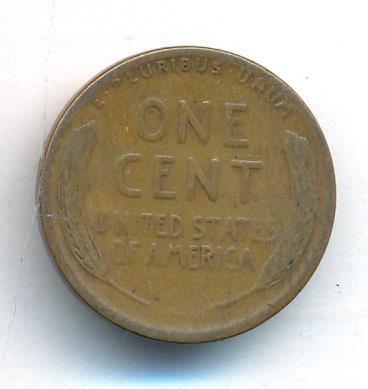 E·PLURIBUS·UNUM
ONE
CENT
UNITED STATES
OF AMERICA